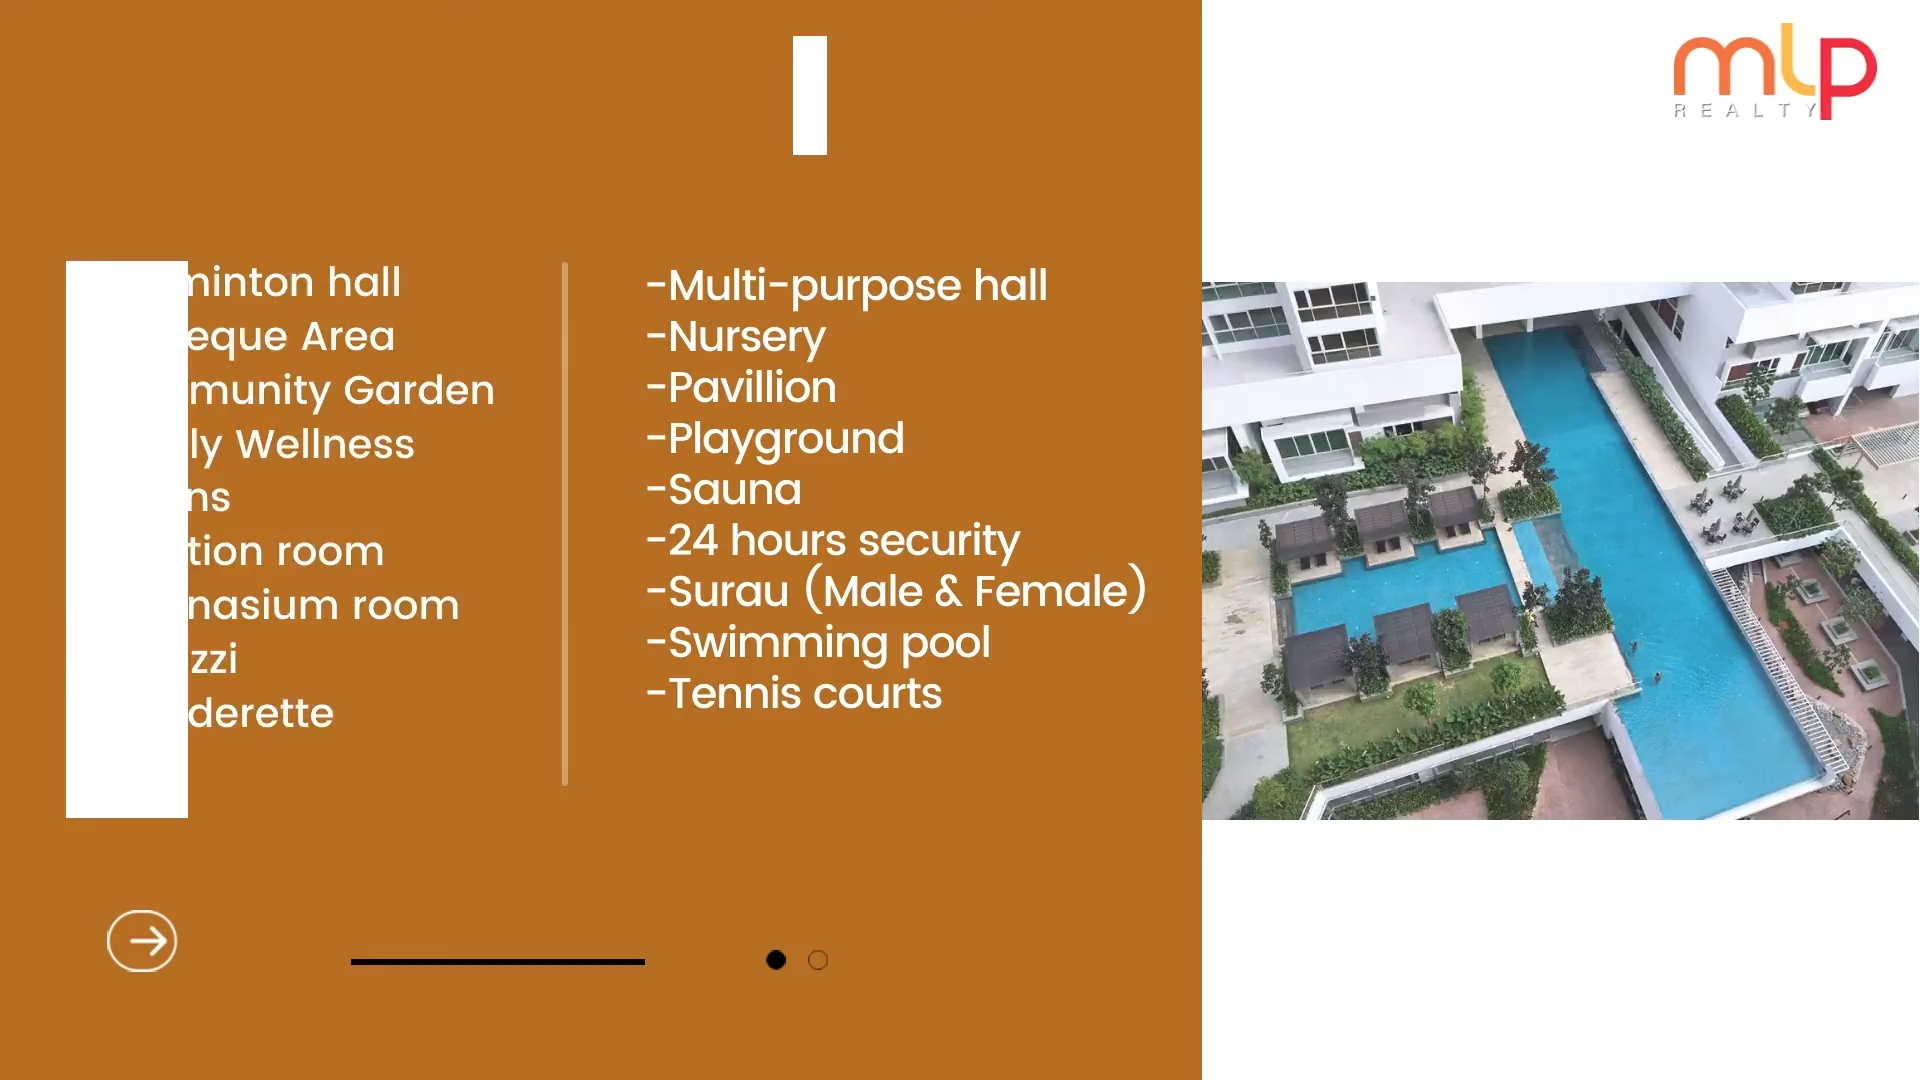 mlp
REALTY
minton hall
eque Area
munity Garden
ly Wellness
ns
tion room
nasium room
zzi
derette
-Multi-purpose hall
-Nursery
-Pavillion
-Playground
-Sauna
-24 hours security
-Surau (Male & Female)
-Swimming pool
-Tennis courts